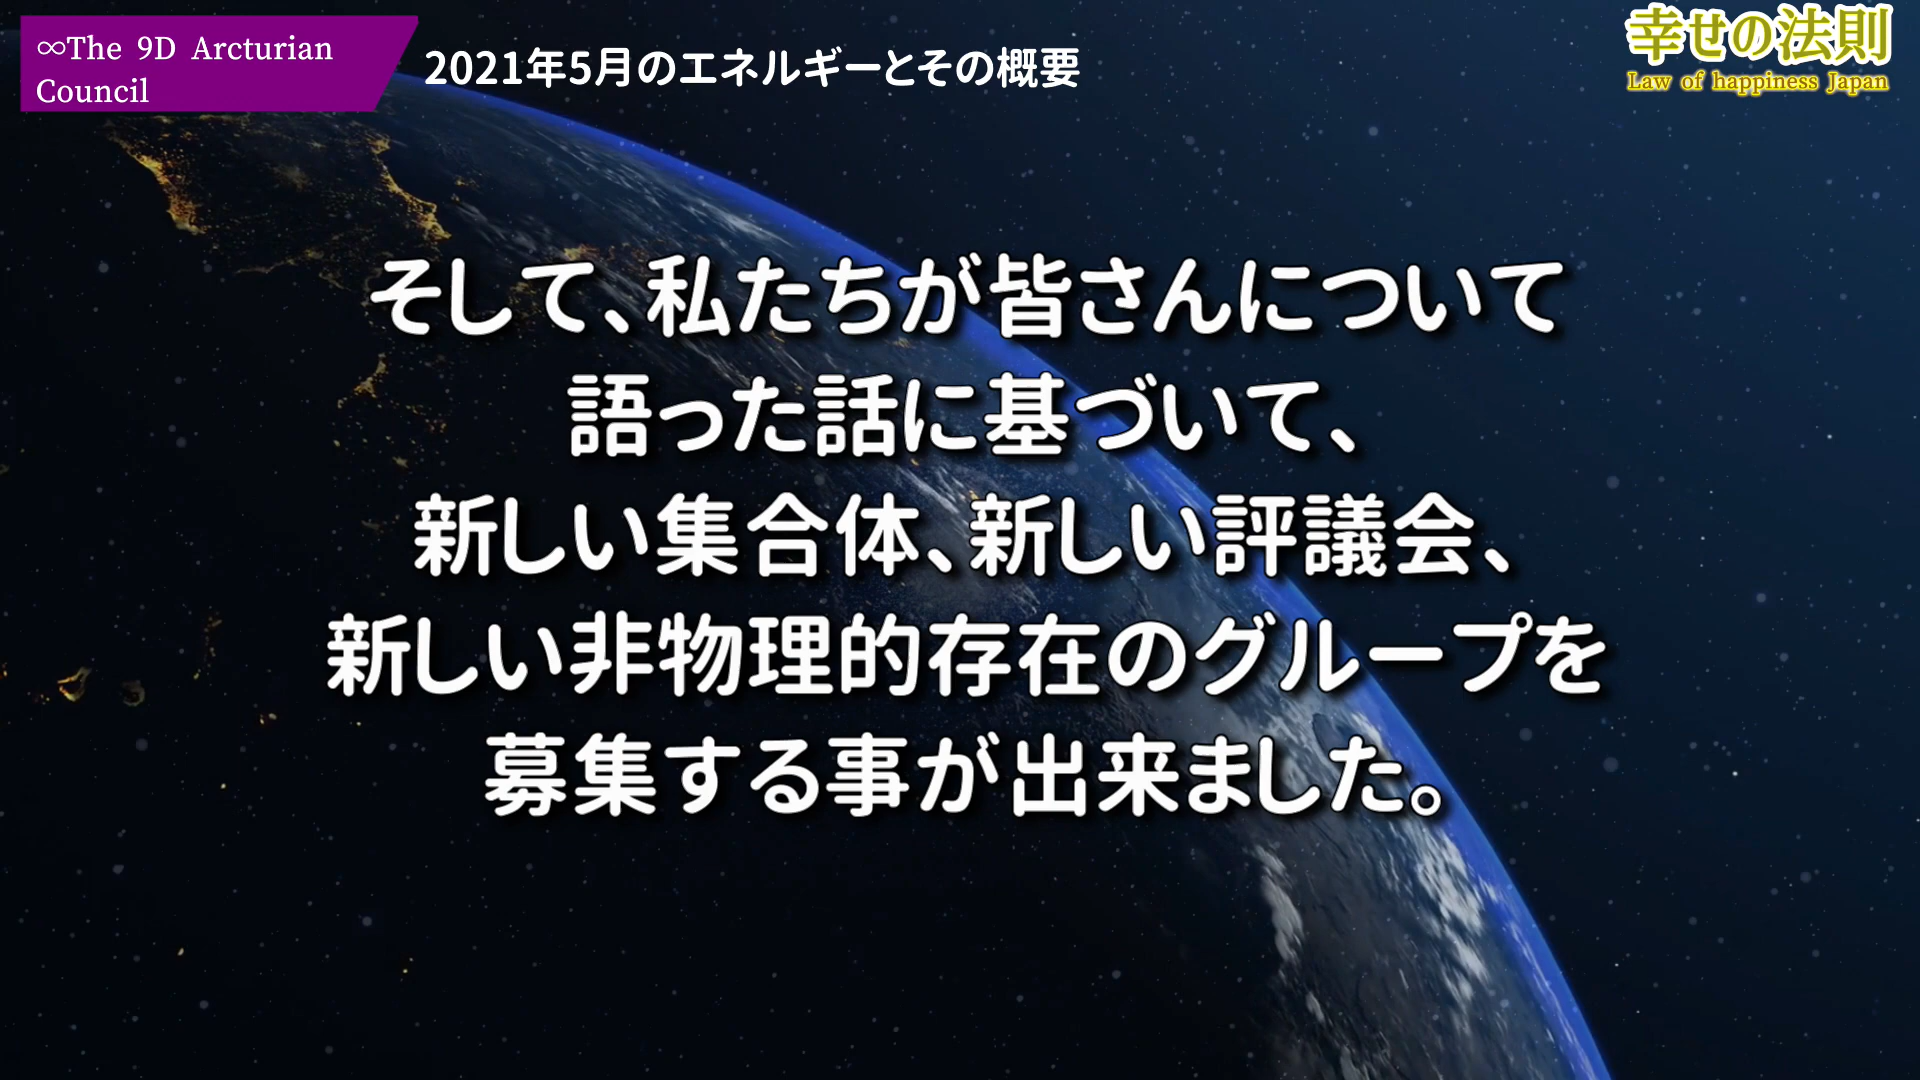 ∞The 9D Arcturian
Council
2021年5月のエネルギーとその概要
幸せの法則
Law of happiness Japan
そして、私たちが皆さんについて
語った話に基づいて、
新しい集合体、新しい評議会、
新しい非物理的存在のグループを
募集する事が出来ました。